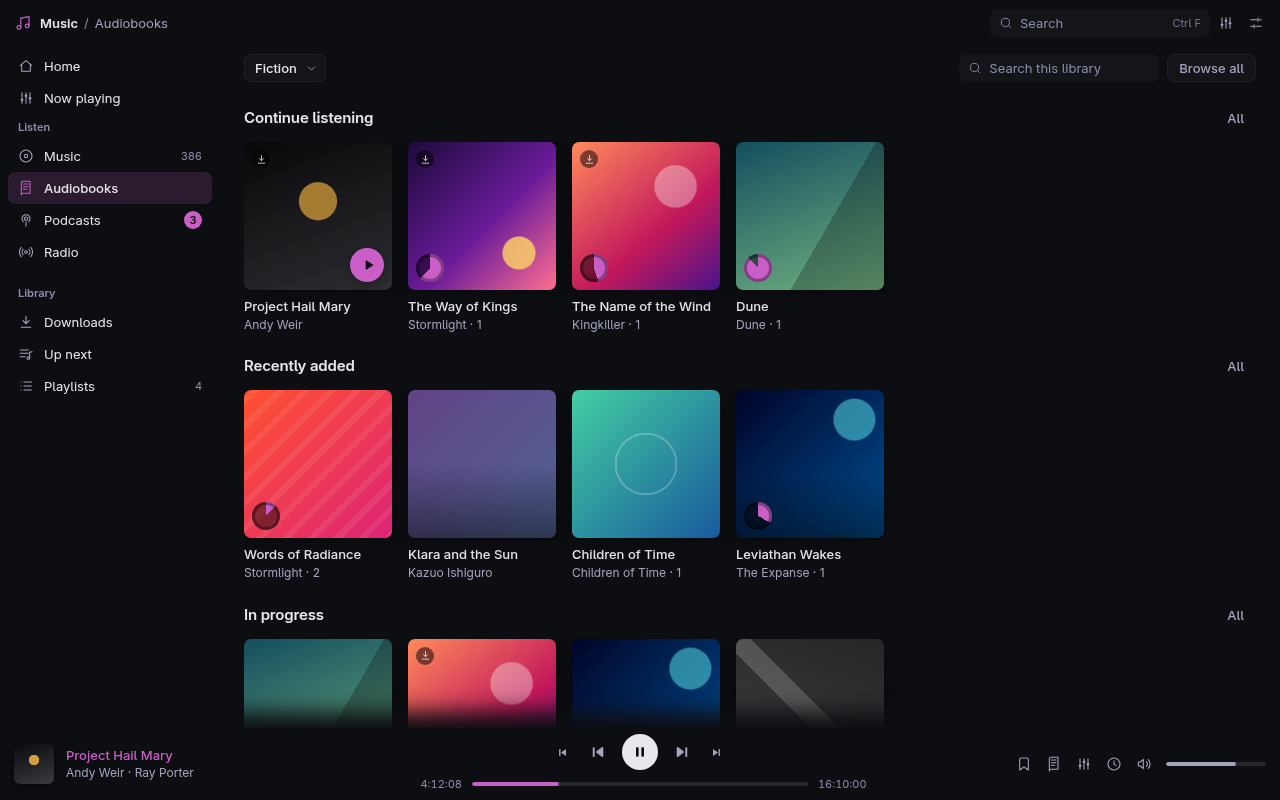 Music / Audiobooks
Search Ctrl F
Home
Now playing
Listen
Music 386
Audiobooks
Podcasts 3
Radio
Library
Downloads
Up next
Playlists 4
Fiction
Search this library
Browse all
Continue listening All
Project Hail Mary
Andy Weir
The Way of Kings
Stormlight · 1
The Name of the Wind
Kingkiller · 1
Dune
Dune · 1
Recently added All
Words of Radiance
Stormlight · 2
Klara and the Sun
Kazuo Ishiguro
Children of Time
Children of Time · 1
Leviathan Wakes
The Expanse · 1
In progress All
Project Hail Mary
Andy Weir · Ray Porter
4:12:08 16:10:00